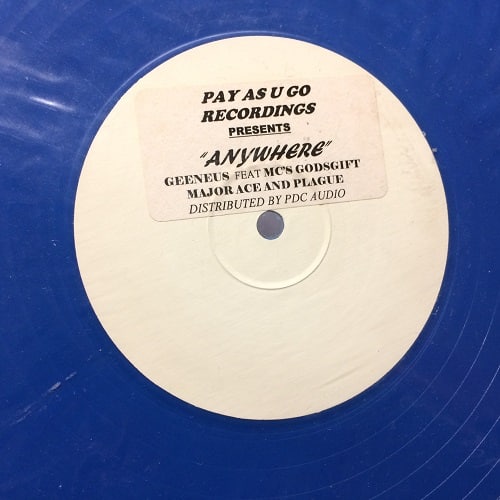 PAY AS U GO
RECORDINGS
PRESENTS
"ANYWHERE"
GEENEUS FEAT MC'S GODSGIFT
MAJOR ACE AND PLAGUE
DISTRIBUTED BY PDC AUDIO